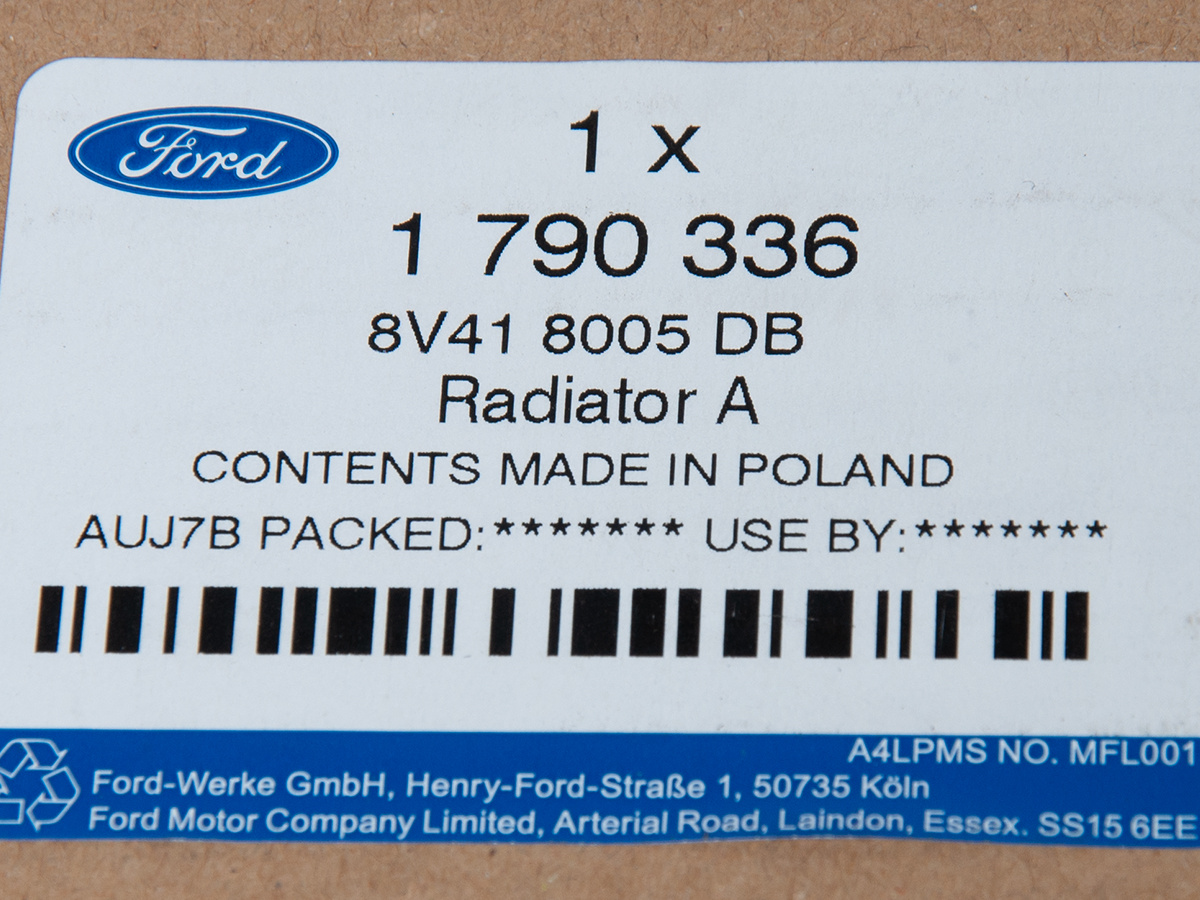 Ford
1 x
1 790 336
8V41 8005 DB
Radiator A
CONTENTS MADE IN POLAND
AUJ7B PACKED:******* USE BY:*******
A4LPMS NO. MFL001
Ford-Werke GmbH, Henry-Ford-Straße 1, 50735 Köln
Ford Motor Company Limited, Arterial Road, Laindon, Essex. SS15 6EE